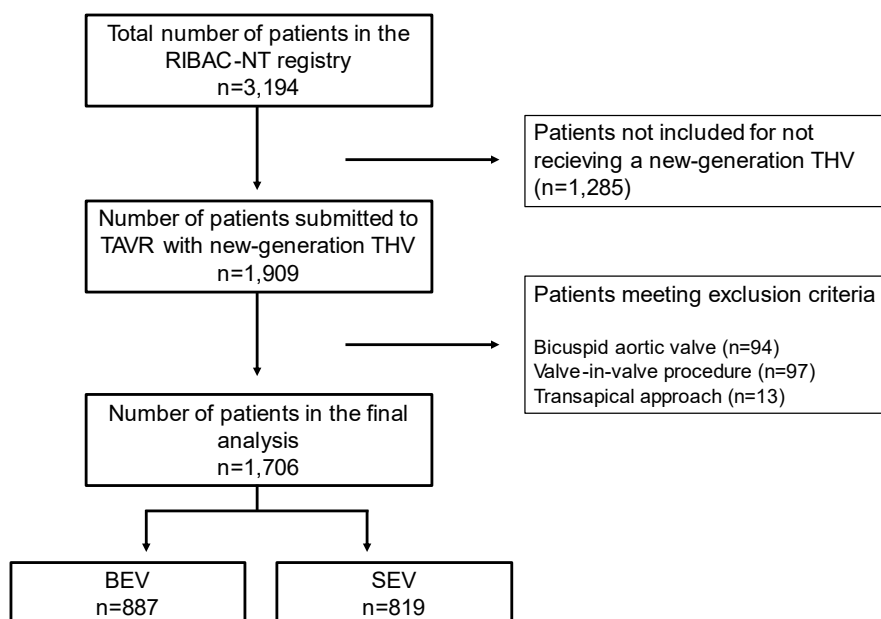 Total number of patients in the
RIBAC-NT registry
n=3,194
Patients not included for not
recieving a new-generation THV
(n=1,285)
Number of patients submitted to
TAVR with new-generation THV
n=1,909
Patients meeting exclusion criteria
Bicuspid aortic valve (n=94)
Valve-in-valve procedure (n=97)
Transapical approach (n=13)
Number of patients in the final
analysis
n=1,706
BEV
n=887
SEV
n=819